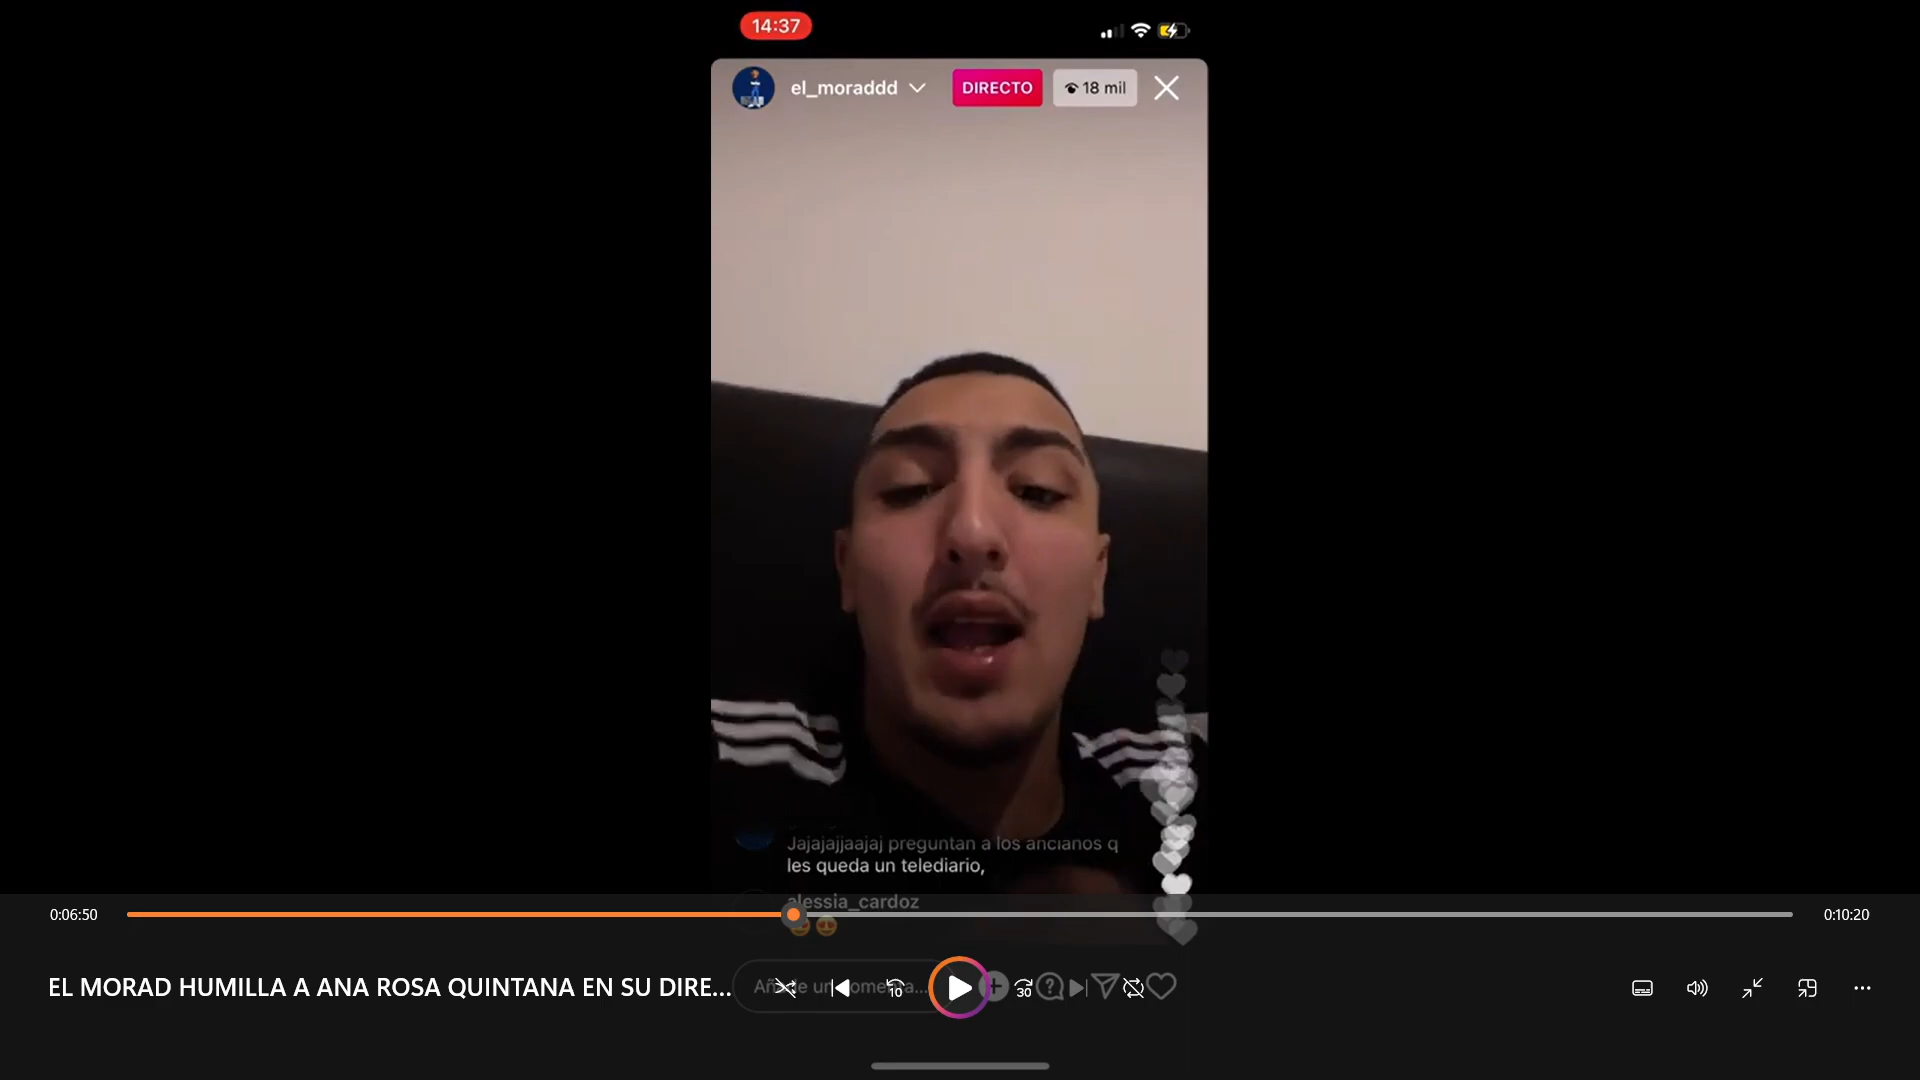 14:37
el_moraddd
DIRECTO
18 mil
Jajajajjaajaj preguntan a los ancianos q
les queda un telediario,
alessia_cardoz
0:06:50
0:10:20
EL MORAD HUMILLA A ANA ROSA QUINTANA EN SU DIRE...
10
30